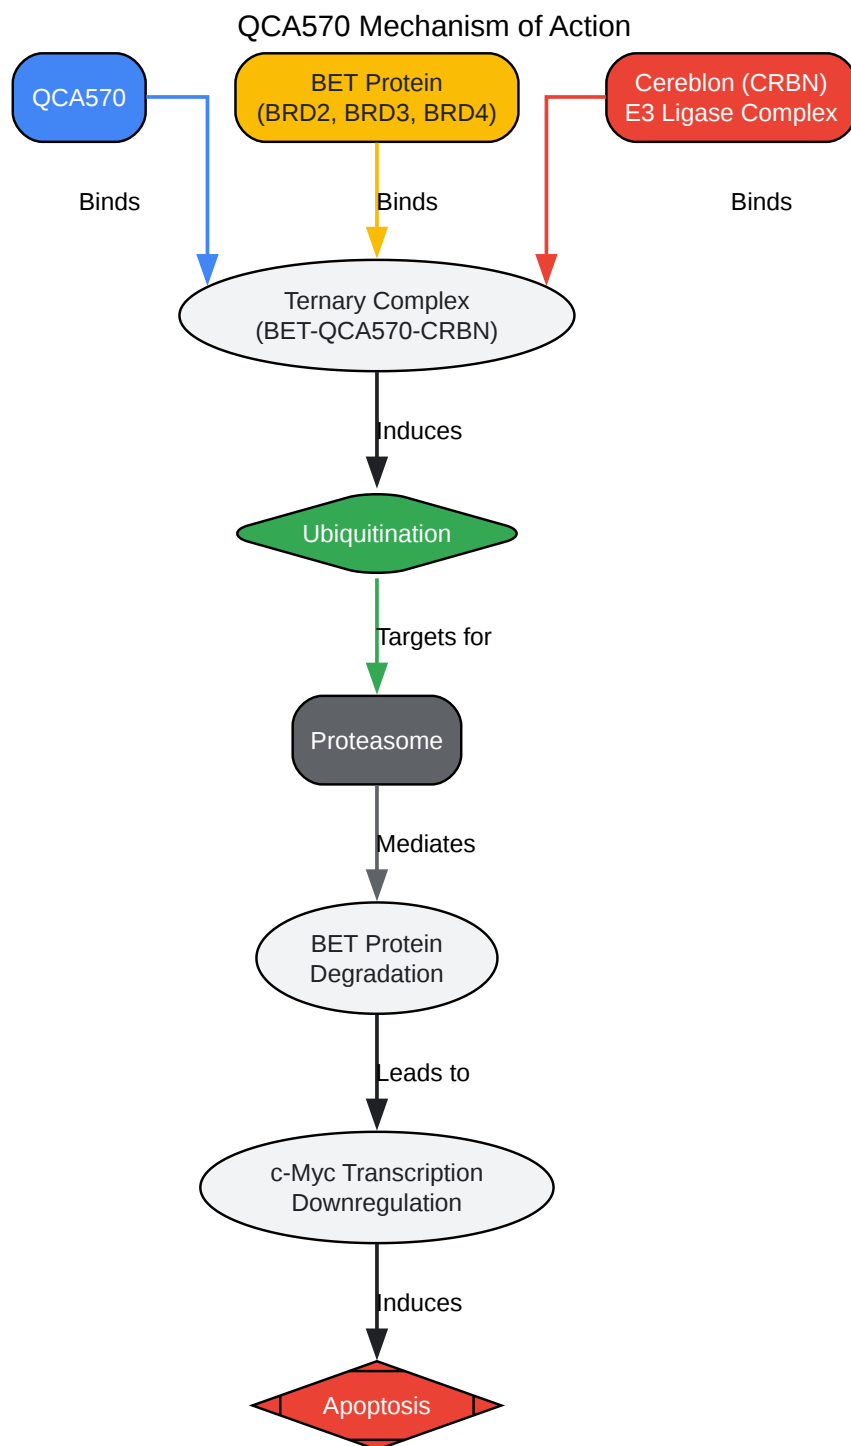 QCA570 Mechanism of Action
QCA570
BET Protein
(BRD2, BRD3, BRD4)
Cereblon (CRBN)
E3 Ligase Complex
Binds
Binds
Binds
Ternary Complex
(BET-QCA570-CRBN)
Induces
Ubiquitination
Targets for
Proteasome
Mediates
BET Protein
Degradation
Leads to
c-Myc Transcription
Downregulation
Induces
Apoptosis